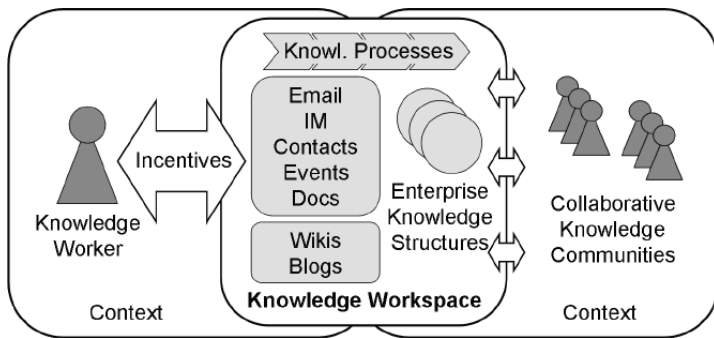 Knowl. Processes
Email
IM
Contacts
Events
Docs
Wikis
Blogs
Enterprise
Knowledge
Structures
Knowledge Workspace
Incentives
Knowledge
Worker
Context
Collaborative
Knowledge
Communities
Context